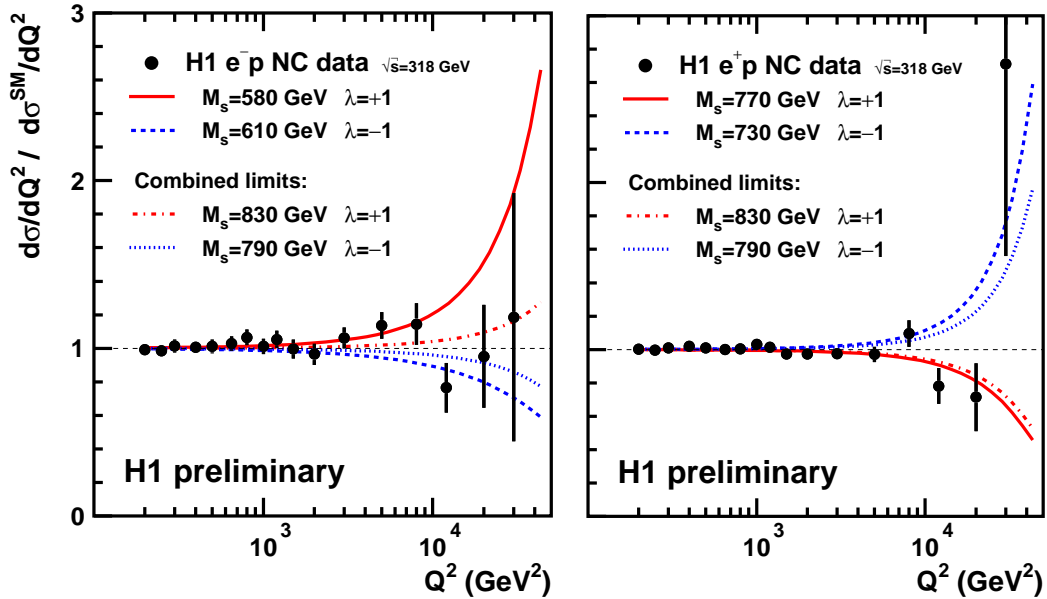 dσ/dQ² / dσ^SM/dQ²
3
2
1
0
H1 e⁻p NC data √s=318 GeV
M_s=580 GeV λ=+1
M_s=610 GeV λ=−1
Combined limits:
M_s=830 GeV λ=+1
M_s=790 GeV λ=−1
H1 preliminary
10³ 10⁴
Q² (GeV²)
H1 e⁺p NC data √s=318 GeV
M_s=770 GeV λ=+1
M_s=730 GeV λ=−1
Combined limits:
M_s=830 GeV λ=+1
M_s=790 GeV λ=−1
H1 preliminary
10³ 10⁴
Q² (GeV²)